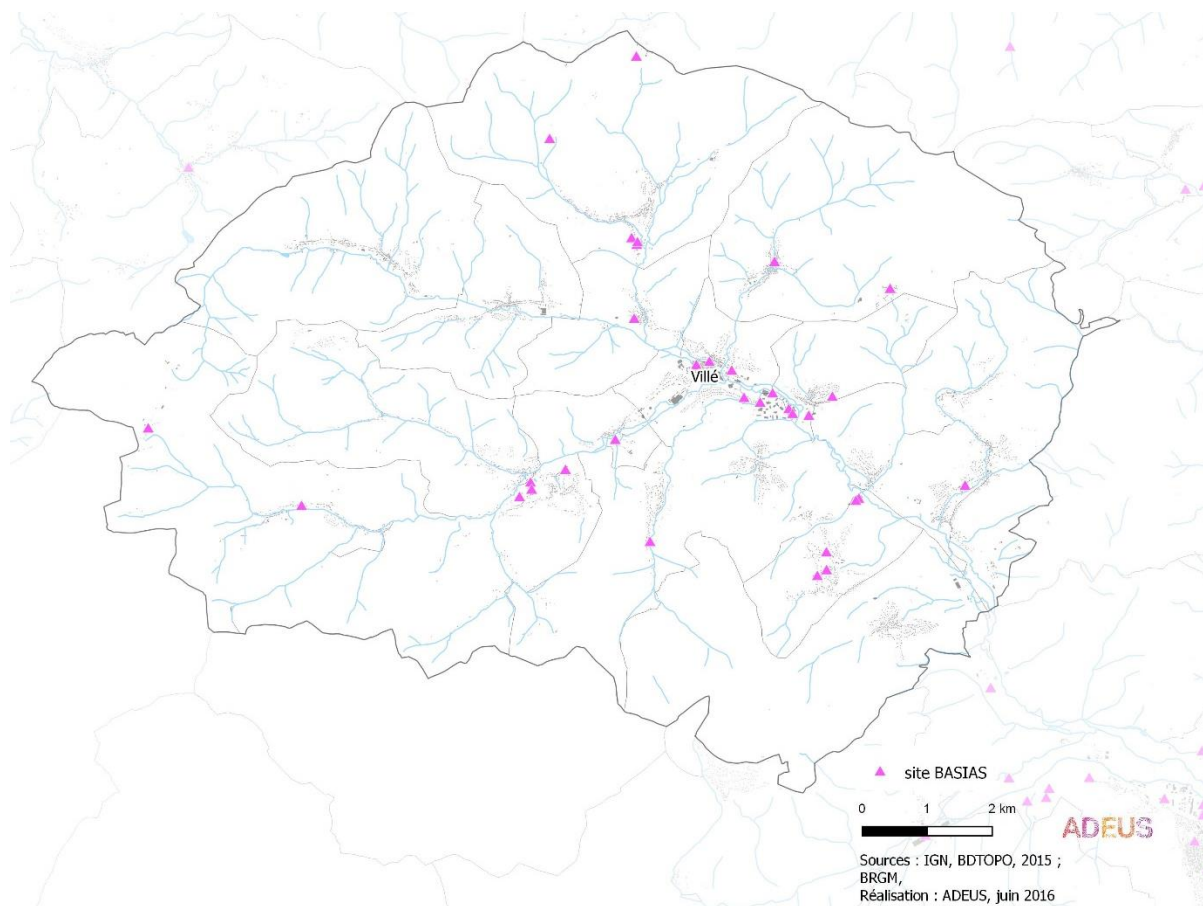 Villé
site BASIAS
0 1 2 km
ADEUS
Sources : IGN, BDTOPO, 2015 ;
BRGM,
Réalisation : ADEUS, juin 2016